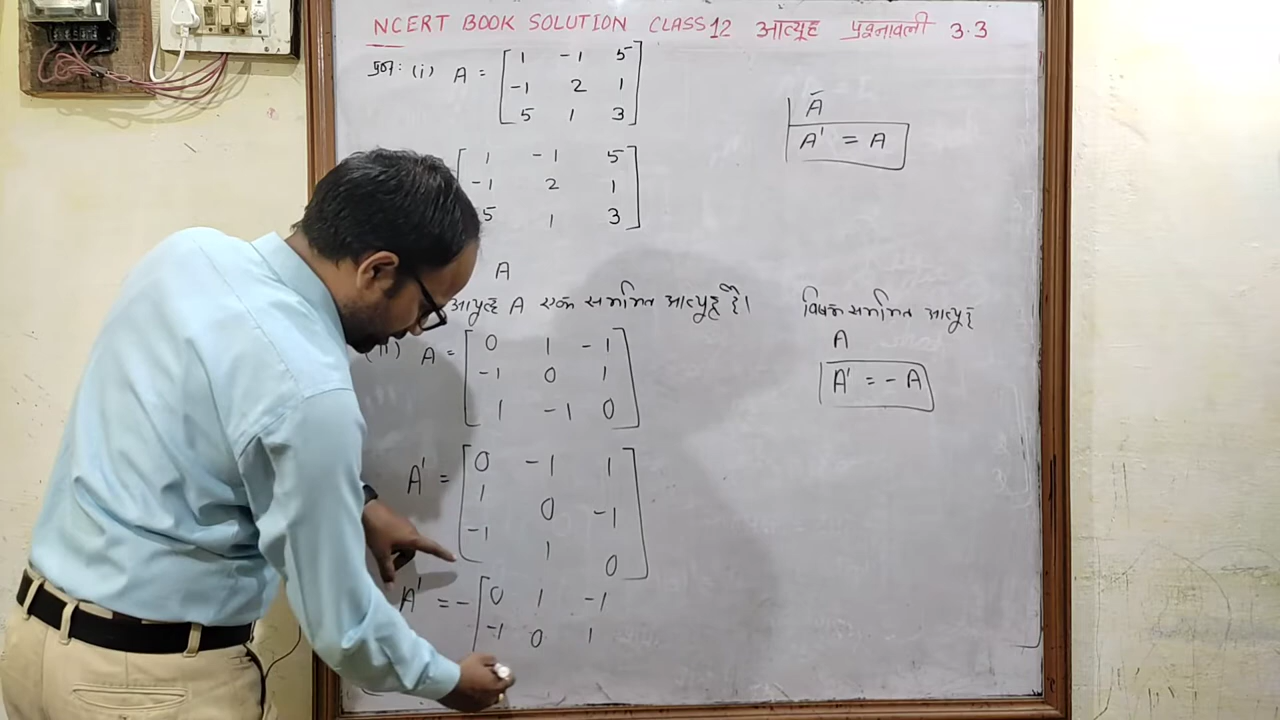 NCERT BOOK SOLUTION CLASS 12 आव्यूह प्रश्नावली 3.3
प्रश्न: (i) A = [ 1 -1 5
-1 2 1
5 1 3 ]
[ 1 -1 5
-1 2 1
5 1 3 ]
A
आव्यूह A एक सममित आव्यूह है।
(ii) A = [ 0 1 -1
-1 0 1
1 -1 0 ]
A' = [ 0 -1 1
1 0 -1
-1 1 0 ]
A' = - [ 0 1 -1
-1 0 1
A
A' = A
विषम सममित आव्यूह
A
A' = - A